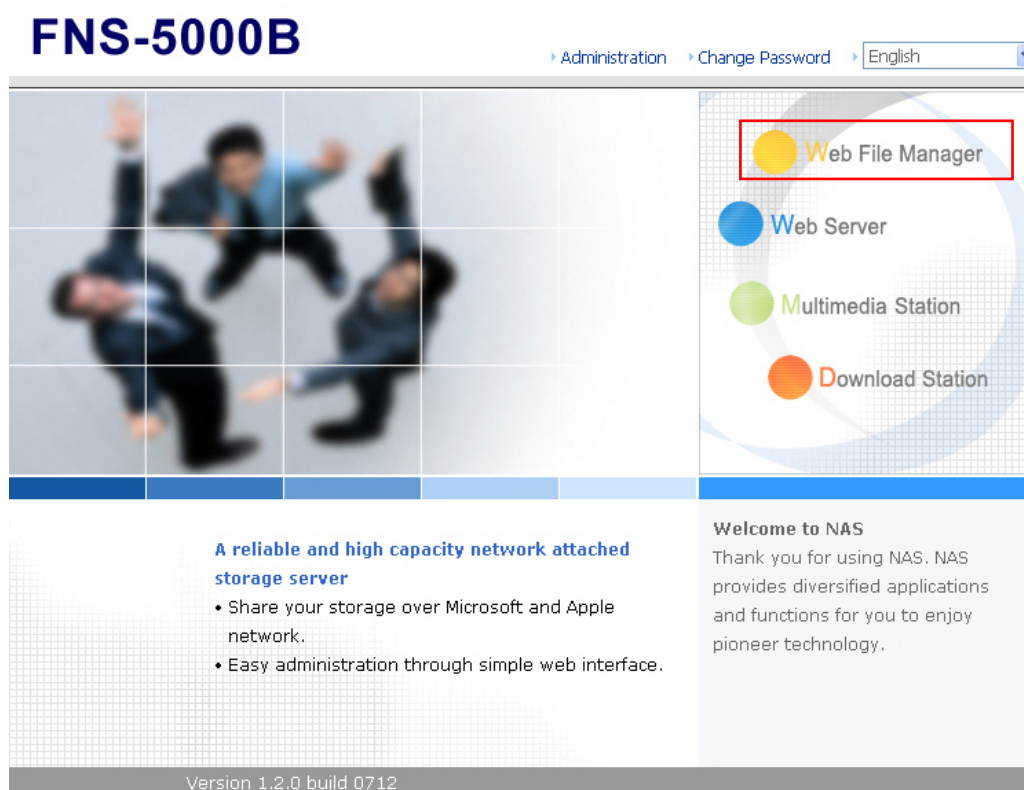 FNS-5000B
Administration
Change Password
English
Web File Manager
Web Server
Multimedia Station
Download Station
A reliable and high capacity network attached
storage server
• Share your storage over Microsoft and Apple
network.
• Easy administration through simple web interface.
Welcome to NAS
Thank you for using NAS. NAS
provides diversified applications
and functions for you to enjoy
pioneer technology.
Version 1.2.0 build 0712